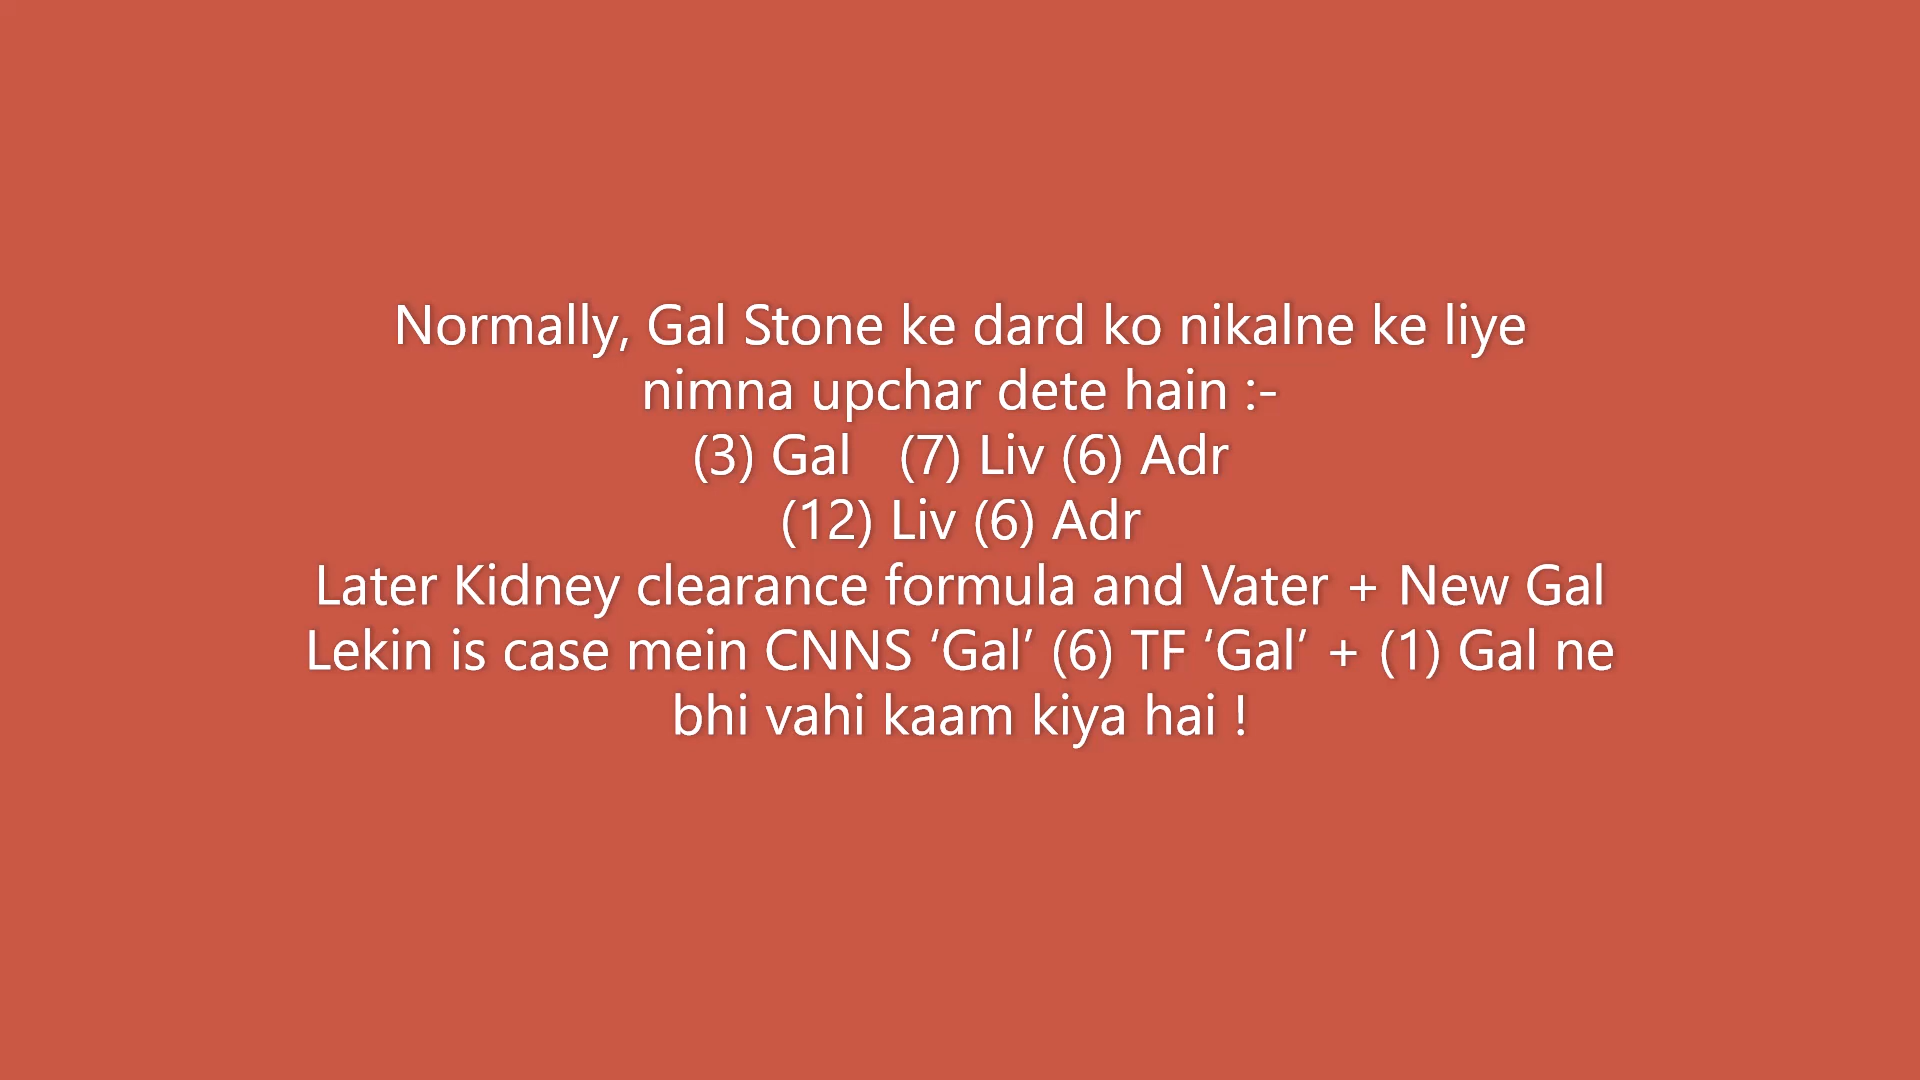 Normally, Gal Stone ke dard ko nikalne ke liye
nimna upchar dete hain :-
(3) Gal   (7) Liv (6) Adr
(12) Liv (6) Adr
Later Kidney clearance formula and Vater + New Gal
Lekin is case mein CNNS ‘Gal’ (6) TF ‘Gal’ + (1) Gal ne
bhi vahi kaam kiya hai !